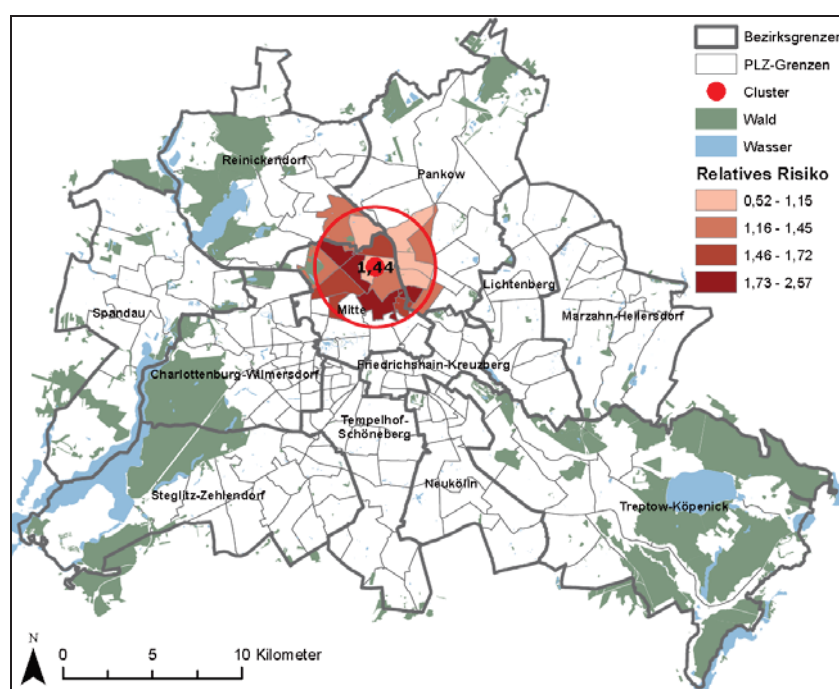 Bezirksgrenzen
PLZ-Grenzen
Cluster
Wald
Wasser
Relatives Risiko
0,52 - 1,15
1,16 - 1,45
1,46 - 1,72
1,73 - 2,57
Reinickendorf
Pankow
1,44
Lichtenberg
Spandau
Mitte
Marzahn-Hellersdorf
Charlottenburg-Wilmersdorf
Friedrichshain-Kreuzberg
Tempelhof-
Schöneberg
Steglitz-Zehlendorf
Neukölln
Treptow-Köpenick
N
0 5 10 Kilometer